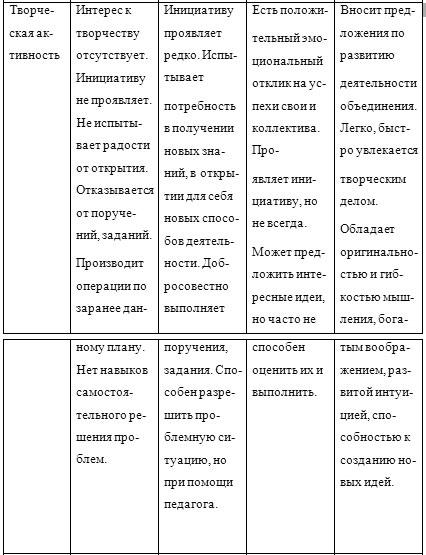 Творче-
ская ак-
тивность
Интерес к
творчеству
отсутствует.
Инициативу
не проявляет.
Не испыты-
вает радости
от открытия.
Отказывается
от поруче-
ний, заданий.
Производит
операции по
заранее дан-
Инициативу
проявляет
редко. Испы-
тывает
потребность
в получении
новых зна-
ний, в откры-
тии для себя
новых спосо-
бов деятель-
ности. Доб-
росовестно
выполняет
Есть положи-
тельный эмо-
циональный
отклик на ус-
пехи свои и
коллектива.
Про-
являет ини-
циативу, но
не всегда.
Может пред-
ложить инте-
ресные идеи,
но часто не
Вносит пред-
ложения по
развитию
деятельности
объединения.
Легко, быст-
ро увлекается
творческим
делом.
Обладает
оригинально-
стью и гиб-
костью мыш-
ления, бога-
ному плану.
Нет навыков
самостоя-
тельного ре-
шения про-
блем.
поручения,
задания. Спо-
собен разре-
шить про-
блемную си-
туацию, но
при помощи
педагога.
способен
оценить их и
выполнить.
тым вообра-
жением, раз-
витой интуи-
цией, спо-
собностью к
созданию но-
вых идей.